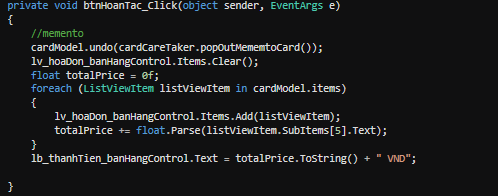 private void btnHoanTac_Click(object sender, EventArgs e)
{
//memento
cardModel.undo(cardCareTaker.popOutMememtoCard());
lv_hoaDon_banHangControl.Items.Clear();
float totalPrice = 0f;
foreach (ListViewItem listViewItem in cardModel.items)
{
lv_hoaDon_banHangControl.Items.Add(listViewItem);
totalPrice += float.Parse(listViewItem.SubItems[5].Text);
}
lb_thanhTien_banHangControl.Text = totalPrice.ToString() + " VND";
}